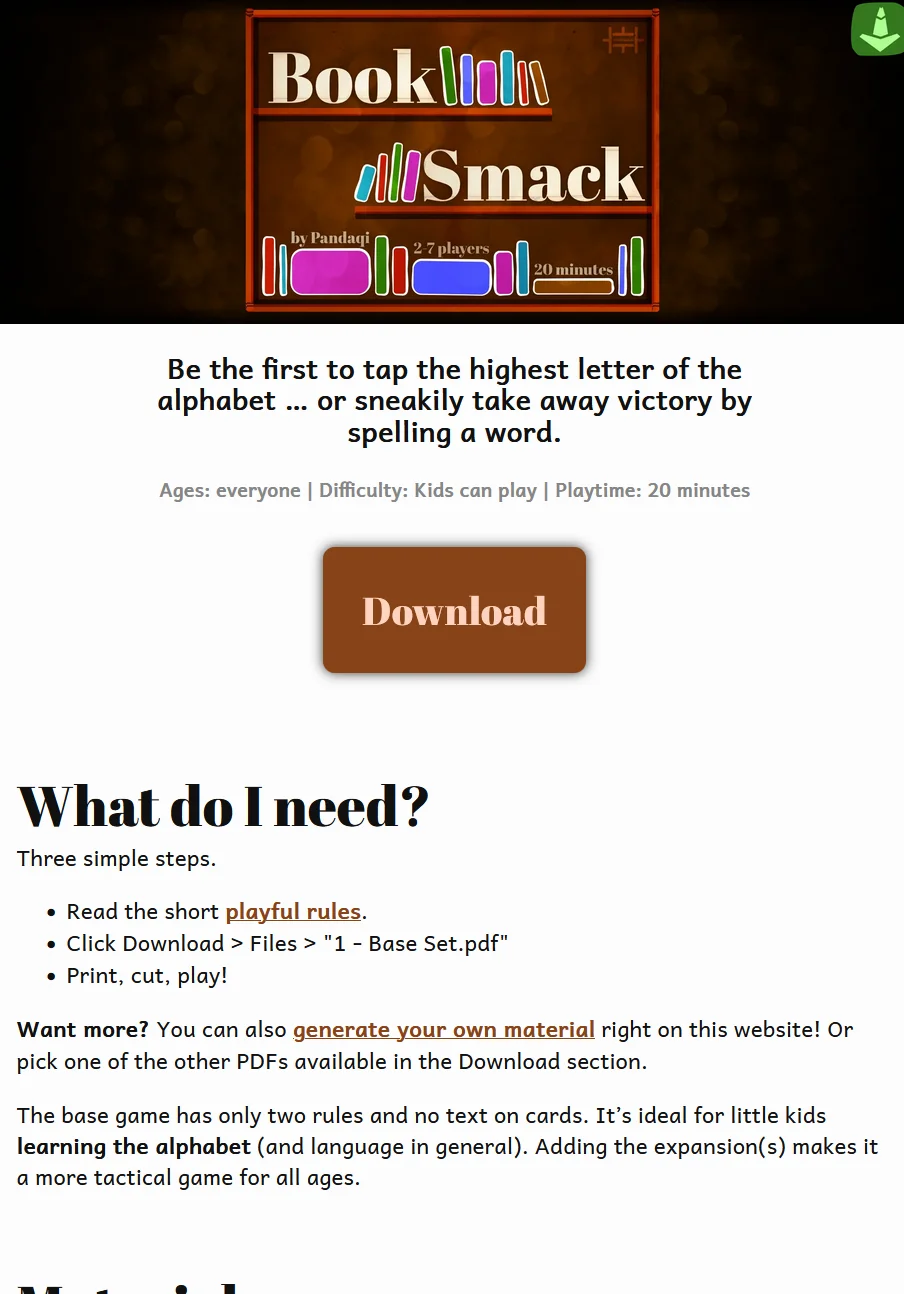 Book
Smack
by Pandaqi
2-7 players
20 minutes
Be the first to tap the highest letter of the
alphabet ... or sneakily take away victory by
spelling a word.
Ages: everyone | Difficulty: Kids can play | Playtime: 20 minutes
Download
What do I need?
Three simple steps.
• Read the short playful rules.
• Click Download > Files > "1 - Base Set.pdf"
• Print, cut, play!
Want more? You can also generate your own material right on this website! Or
pick one of the other PDFs available in the Download section.
The base game has only two rules and no text on cards. It’s ideal for little kids
learning the alphabet (and language in general). Adding the expansion(s) makes it
a more tactical game for all ages.